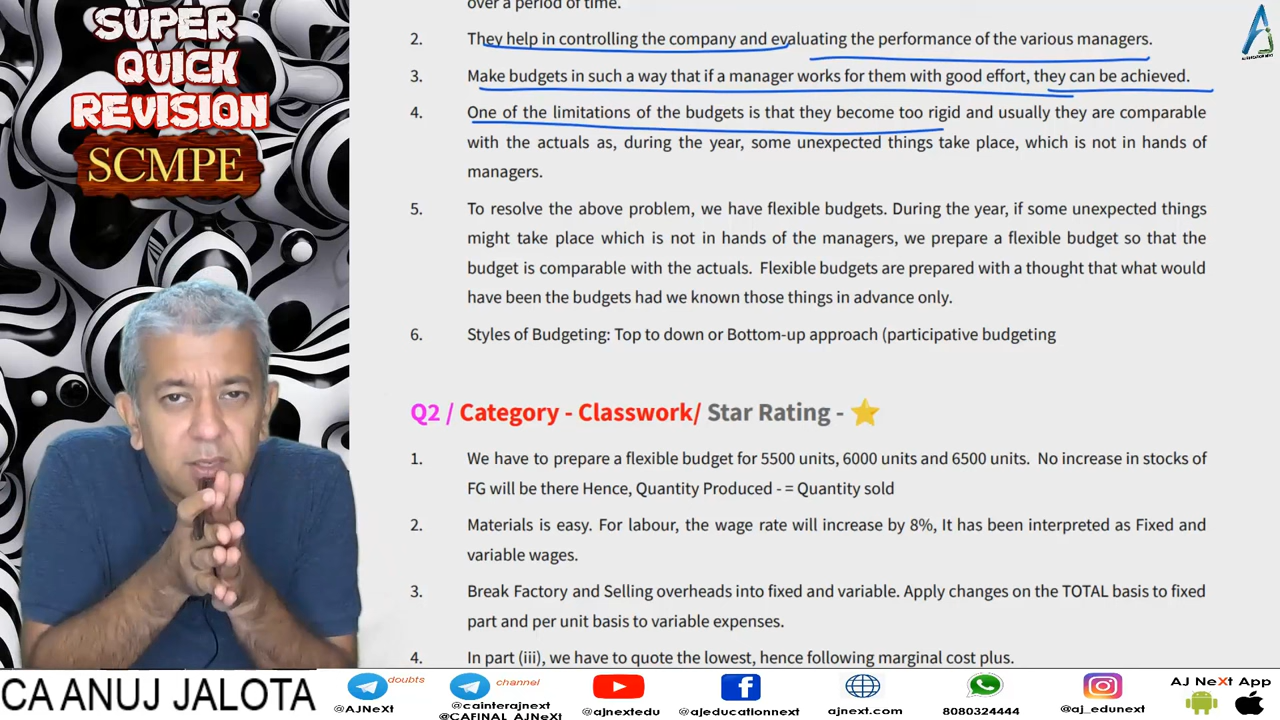 SUPER
QUICK
REVISION
SCMPE
over a period of time.
2. They help in controlling the company and evaluating the performance of the various managers.
3. Make budgets in such a way that if a manager works for them with good effort, they can be achieved.
4. One of the limitations of the budgets is that they become too rigid and usually they are comparable
with the actuals as, during the year, some unexpected things take place, which is not in hands of
managers.
5. To resolve the above problem, we have flexible budgets. During the year, if some unexpected things
might take place which is not in hands of the managers, we prepare a flexible budget so that the
budget is comparable with the actuals. Flexible budgets are prepared with a thought that what would
have been the budgets had we known those things in advance only.
6. Styles of Budgeting: Top to down or Bottom-up approach (participative budgeting
Q2 / Category - Classwork/ Star Rating - ⭐
1. We have to prepare a flexible budget for 5500 units, 6000 units and 6500 units. No increase in stocks of
FG will be there Hence, Quantity Produced - = Quantity sold
2. Materials is easy. For labour, the wage rate will increase by 8%, It has been interpreted as Fixed and
variable wages.
3. Break Factory and Selling overheads into fixed and variable. Apply changes on the TOTAL basis to fixed
part and per unit basis to variable expenses.
4. In part (iii), we have to quote the lowest, hence following marginal cost plus.
CA ANUJ JALOTA
doubts
@AJNeXt
channel
@cainterajnext
@CAFINAL_AJNeXt
@ajnextedu
@ajeducationnext
ajnext.com
8080324444
@aj_edunext
AJ NeXt App